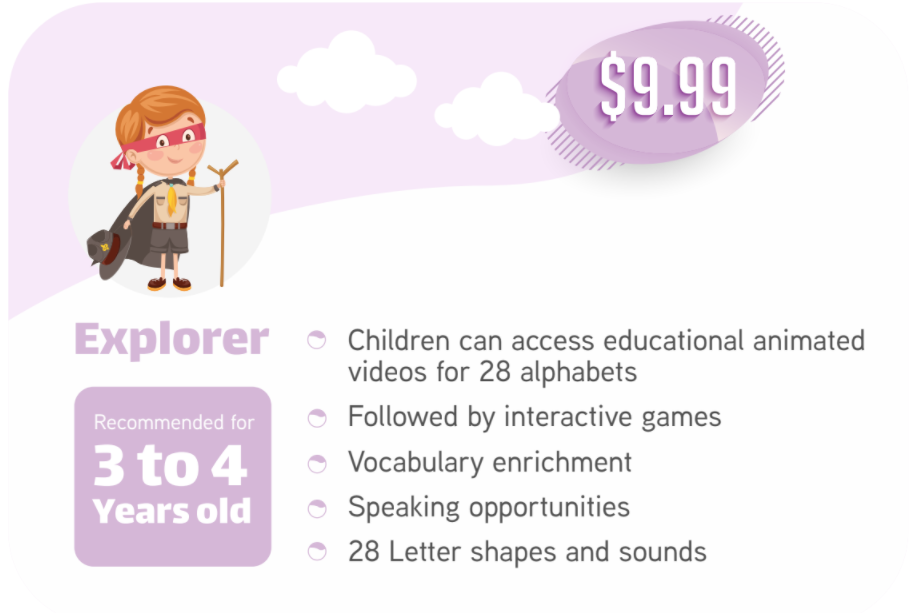 $9.99
Explorer
Recommended for
3 to 4
Years old
Children can access educational animated
videos for 28 alphabets
Followed by interactive games
Vocabulary enrichment
Speaking opportunities
28 Letter shapes and sounds